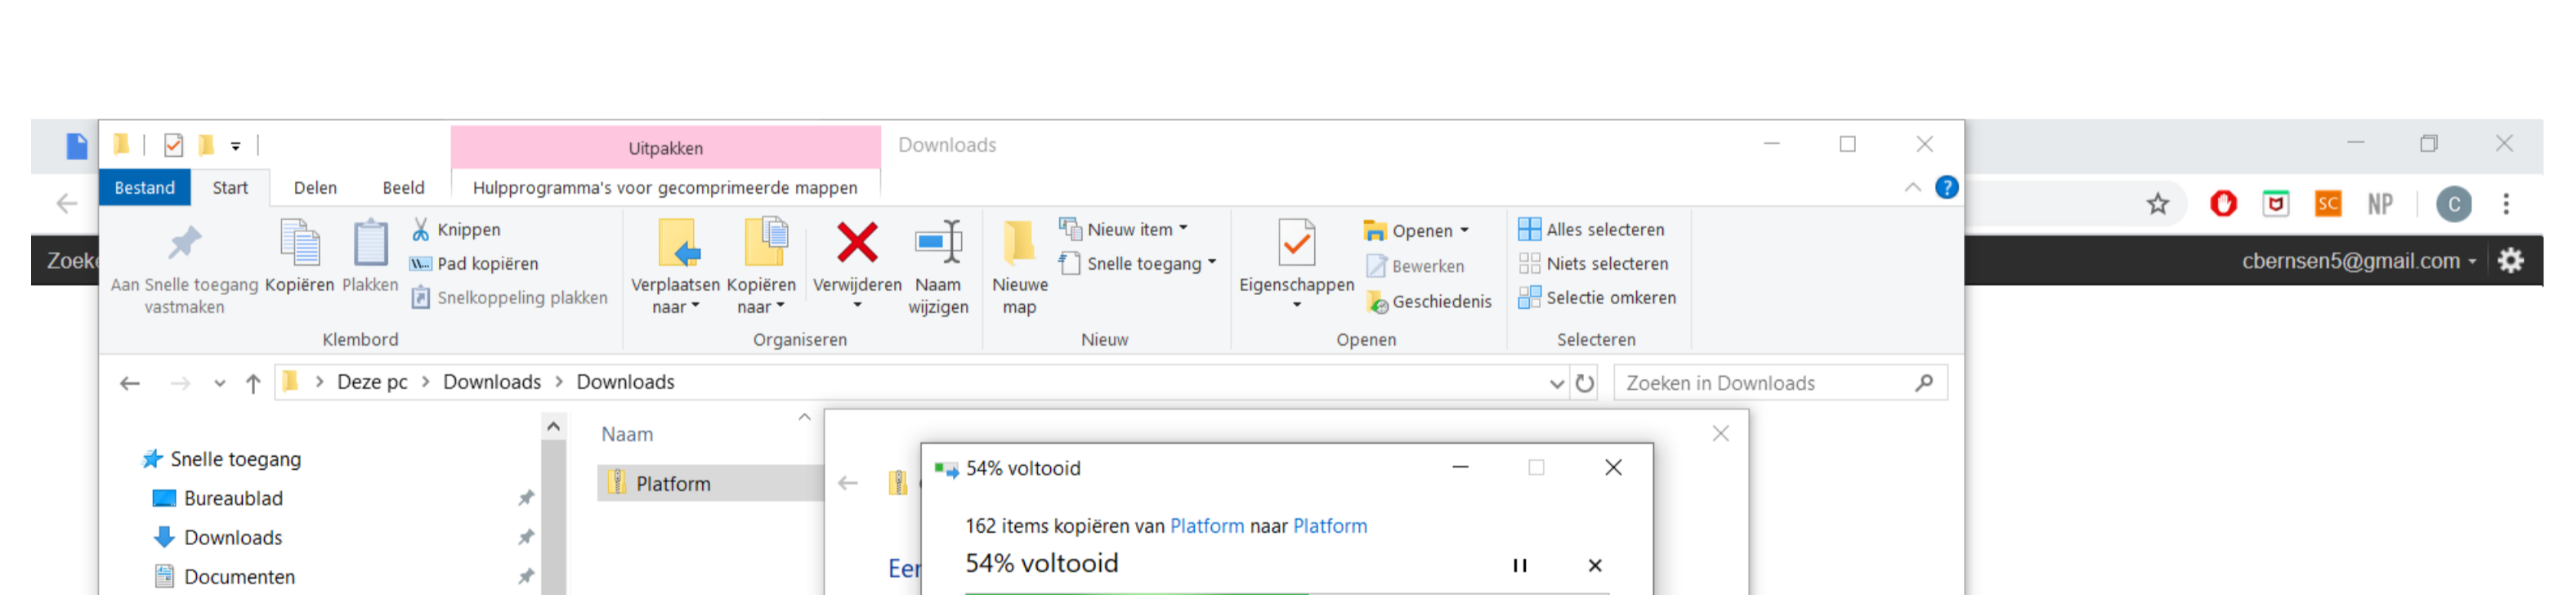 Uitpakken
Downloads
Bestand Start Delen Beeld Hulpprogramma's voor gecomprimeerde mappen
SC NP C
cbernsen5@gmail.com
Aan Snelle toegang vastmaken
Kopiëren
Plakken
Knippen
Pad kopiëren
Snelkoppeling plakken
Klembord
Verplaatsen naar
Kopiëren naar
Verwijderen
Naam wijzigen
Organiseren
Nieuwe map
Nieuw item
Snelle toegang
Nieuw
Eigenschappen
Openen
Bewerken
Geschiedenis
Openen
Alles selecteren
Niets selecteren
Selectie omkeren
Selecteren
Deze pc > Downloads > Downloads
Zoeken in Downloads
Snelle toegang
Bureaublad
Downloads
Documenten
Naam
Platform
54% voltooid
162 items kopiëren van Platform naar Platform
54% voltooid